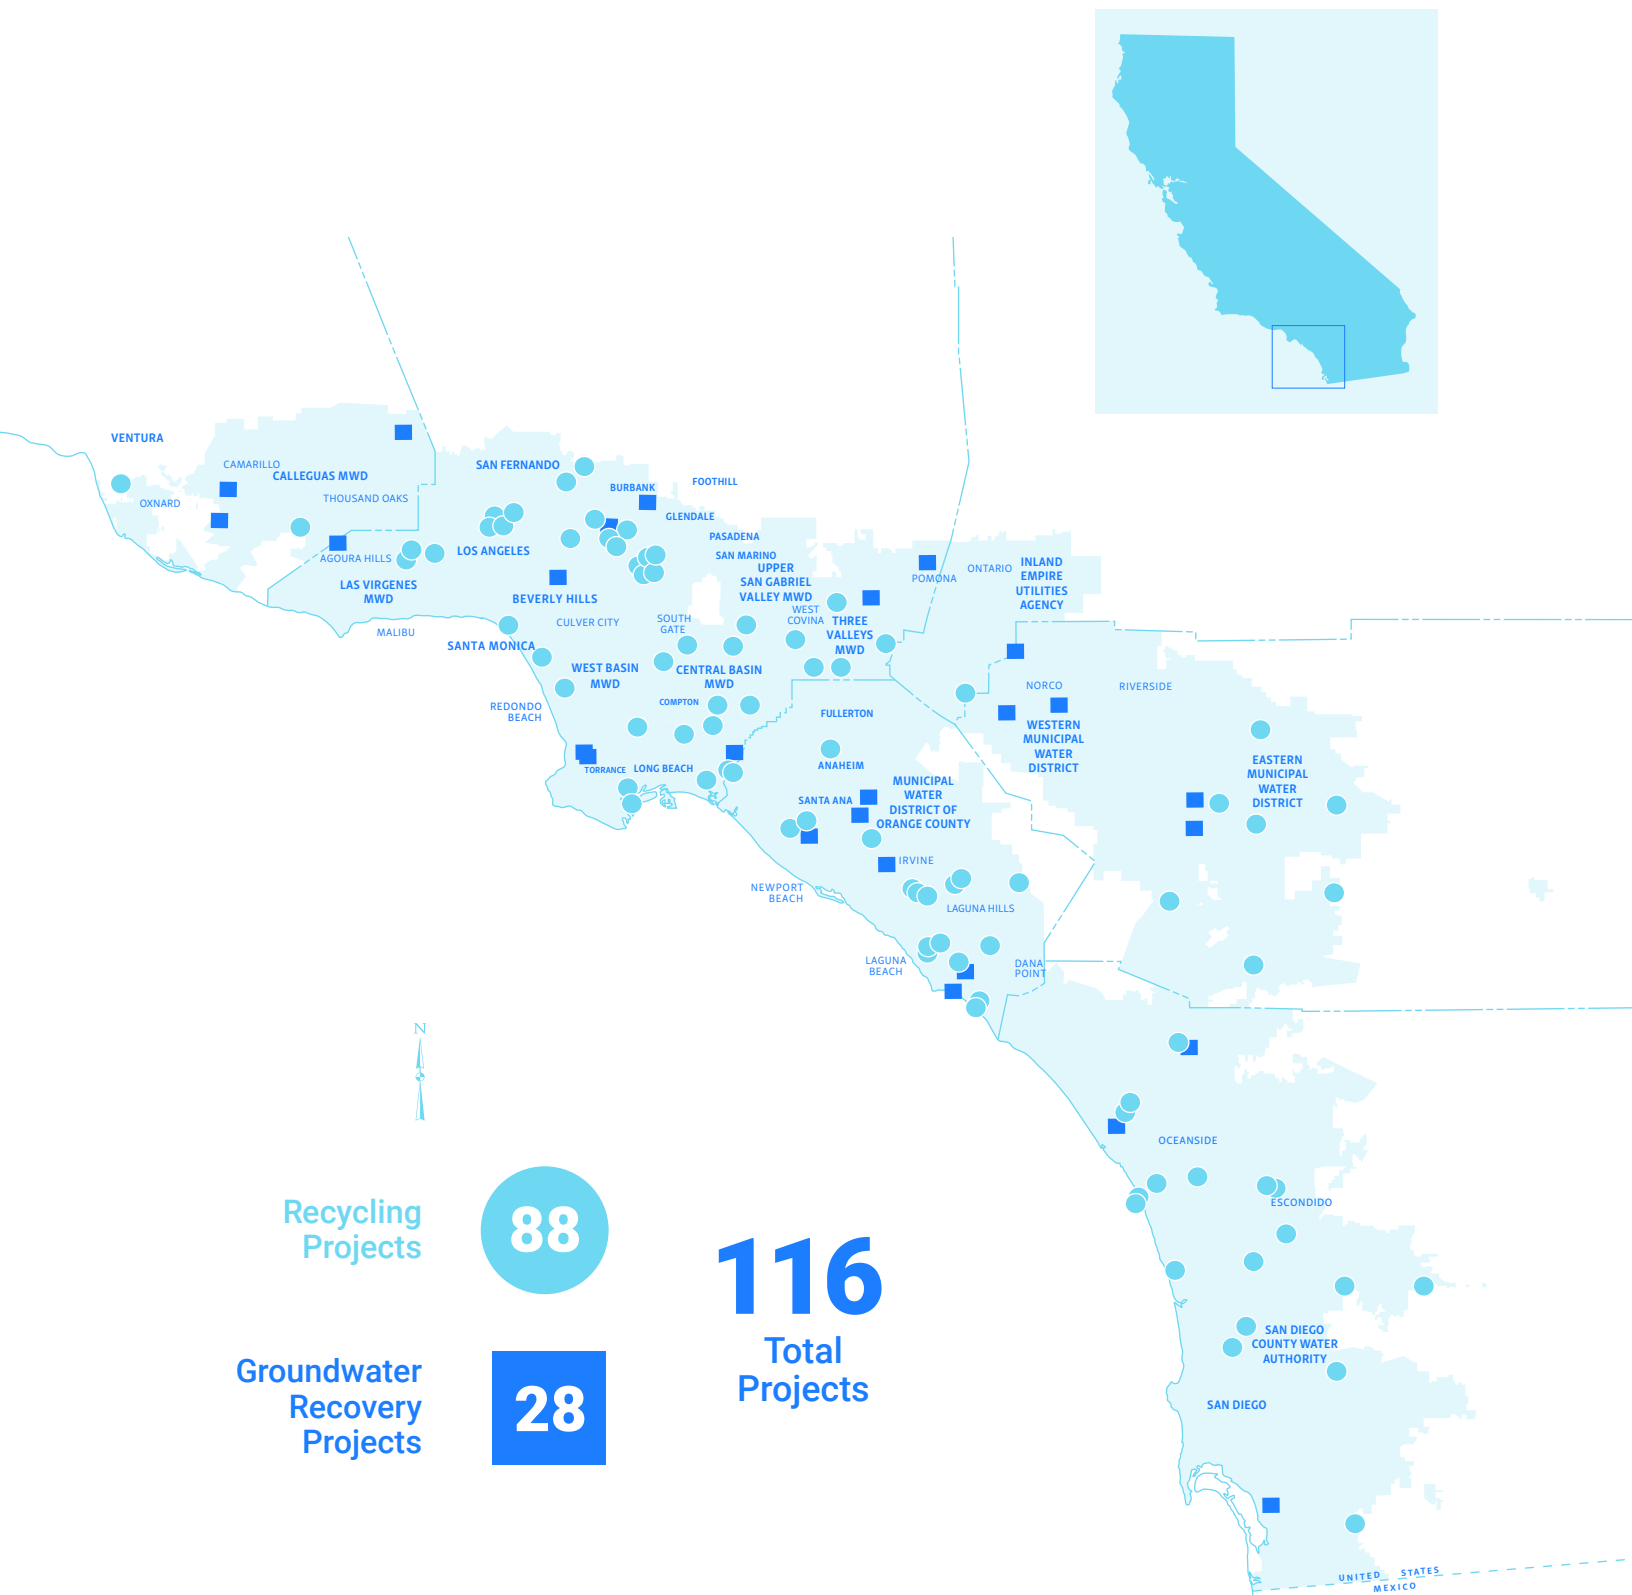 VENTURA
CAMARILLO
CALLEGUAS MWD
OXNARD
THOUSAND OAKS
AGOURA HILLS
LAS VIRGENES
MWD
MALIBU
SAN FERNANDO
BURBANK
FOOTHILL
GLENDALE
LOS ANGELES
PASADENA
SAN MARINO
UPPER
SAN GABRIEL
VALLEY MWD
BEVERLY HILLS
CULVER CITY
SOUTH
GATE
WEST
COVINA
THREE
VALLEYS
MWD
POMONA
ONTARIO
INLAND
EMPIRE
UTILITIES
AGENCY
SANTA MONICA
WEST BASIN
MWD
CENTRAL BASIN
MWD
REDONDO
BEACH
COMPTON
FULLERTON
NORCO
RIVERSIDE
WESTERN
MUNICIPAL
WATER
DISTRICT
TORRANCE
LONG BEACH
ANAHEIM
EASTERN
MUNICIPAL
WATER
DISTRICT
SANTA ANA
MUNICIPAL
WATER
DISTRICT OF
ORANGE COUNTY
IRVINE
NEWPORT
BEACH
LAGUNA HILLS
LAGUNA
BEACH
DANA
POINT
N
OCEANSIDE
ESCONDIDO
Recycling
Projects
88
116
Total
Projects
Groundwater
Recovery
Projects
28
SAN DIEGO
COUNTY WATER
AUTHORITY
SAN DIEGO
UNITED STATES
MEXICO